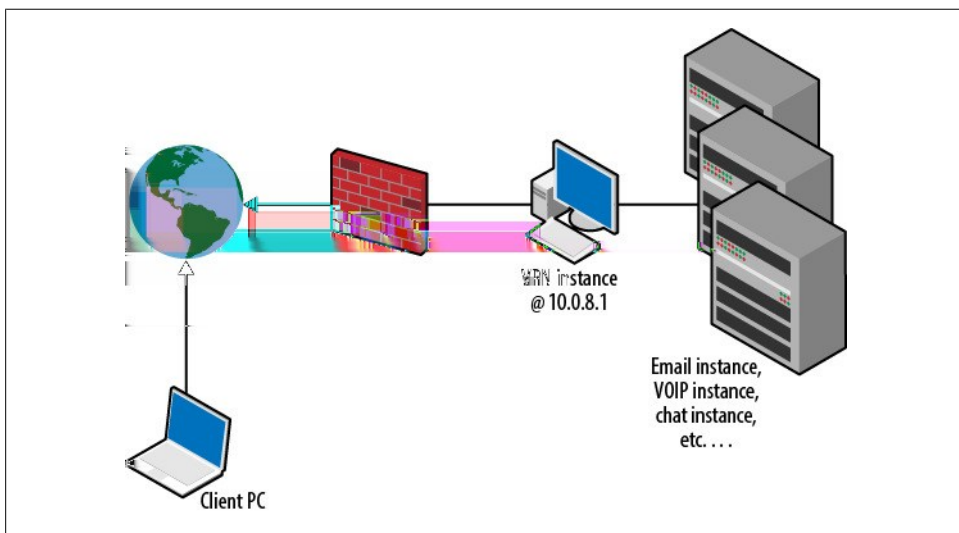 instance
@ 10.0.8.1
Email instance,
VOIP instance,
chat instance,
etc. . . .
Client PC